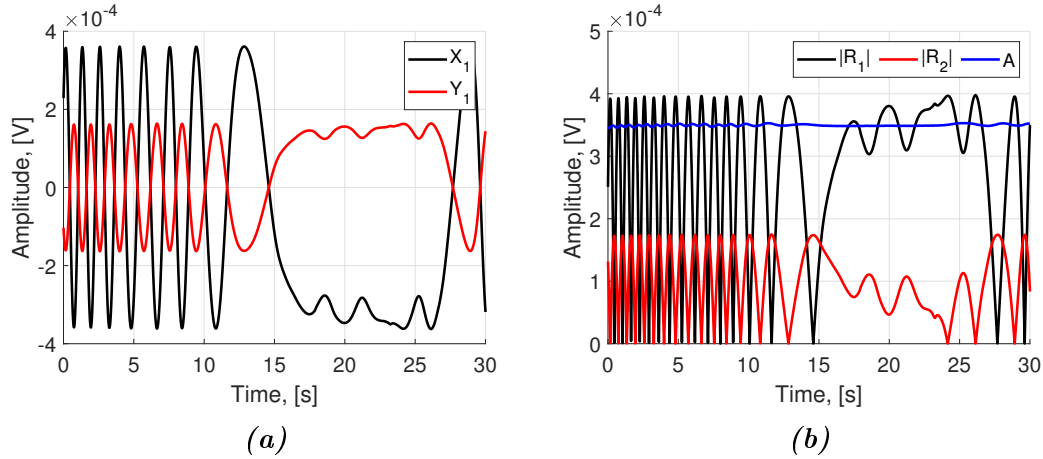 ×10⁻⁴
4
2
0
-2
-4
Amplitude, [V]
0 5 10 15 20 25 30
Time, [s]
X₁
Y₁
(a)
×10⁻⁴
5
4
3
2
1
0
Amplitude, [V]
0 5 10 15 20 25 30
Time, [s]
|R₁| |R₂| A
(b)